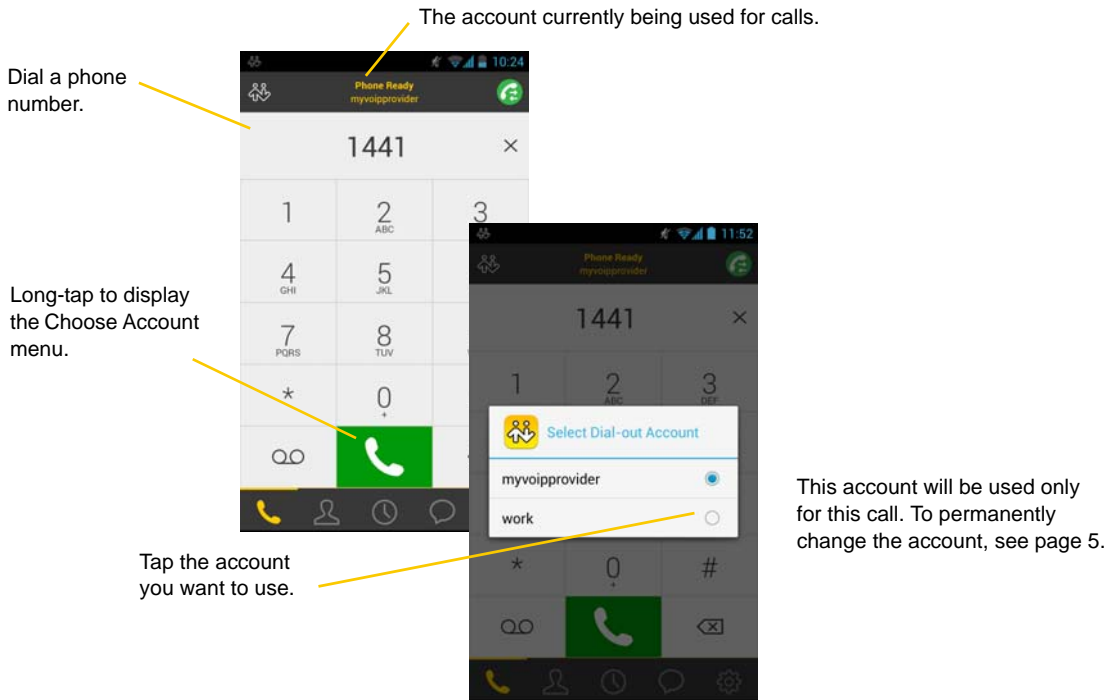 The account currently being used for calls.
Dial a phone
number.
10:24
Phone Ready
myvoipprovider
1441
1
2
ABC
3
4
GHI
5
JKL
7
PQRS
8
TUV
*
0
+
Long-tap to display
the Choose Account
menu.
11:52
Phone Ready
myvoipprovider
1441
1
2
ABC
3
DEF
Select Dial-out Account
myvoipprovider
work
*
0
+
#
This account will be used only
for this call. To permanently
change the account, see page 5.
Tap the account
you want to use.